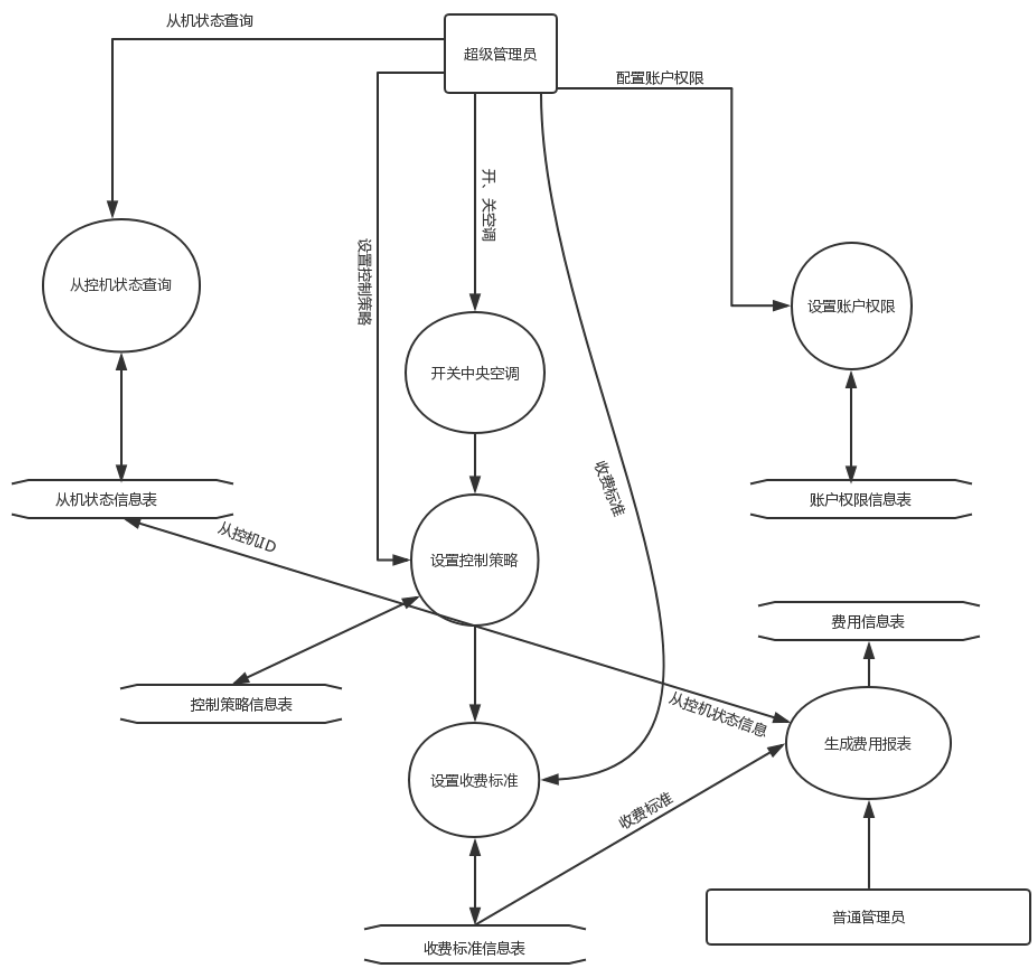 从机状态查询
超级管理员
配置账户权限
开、关空调
设置控制策略
从控机状态查询
设置账户权限
开关中央空调
收费标准
从机状态信息表
账户权限信息表
从控机ID
设置控制策略
费用信息表
控制策略信息表
从控机状态信息
生成费用报表
设置收费标准
收费标准
普通管理员
收费标准信息表